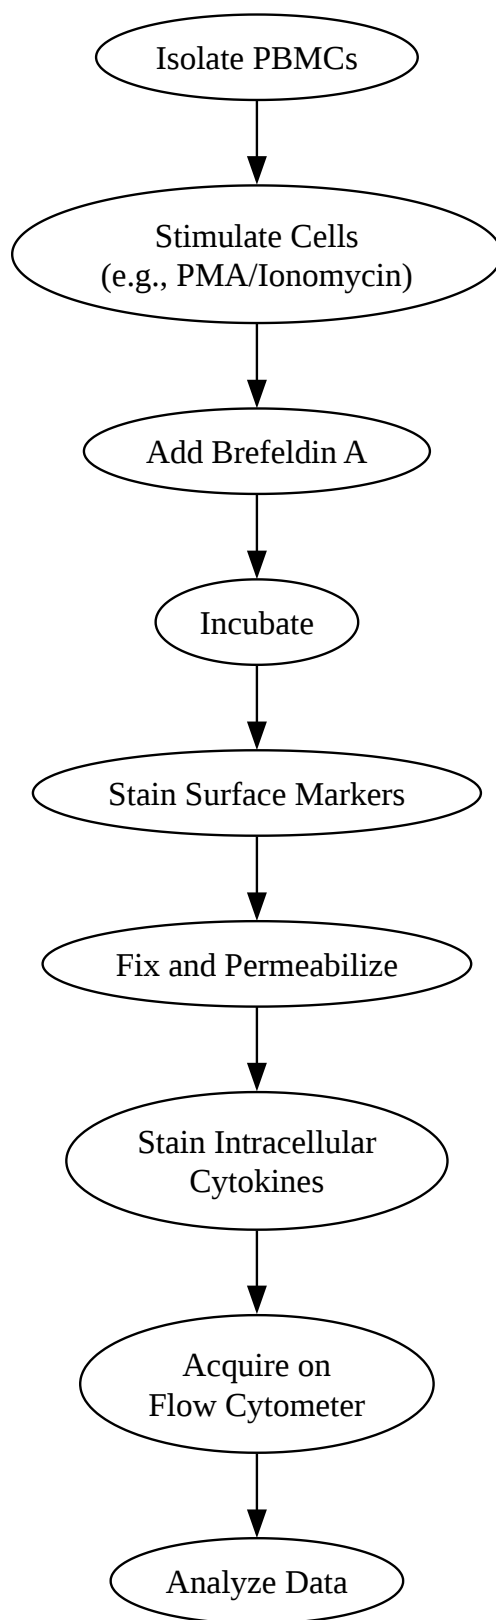 Isolate PBMCs
Stimulate Cells
(e.g., PMA/Ionomycin)
Add Brefeldin A
Incubate
Stain Surface Markers
Fix and Permeabilize
Stain Intracellular
Cytokines
Acquire on
Flow Cytometer
Analyze Data